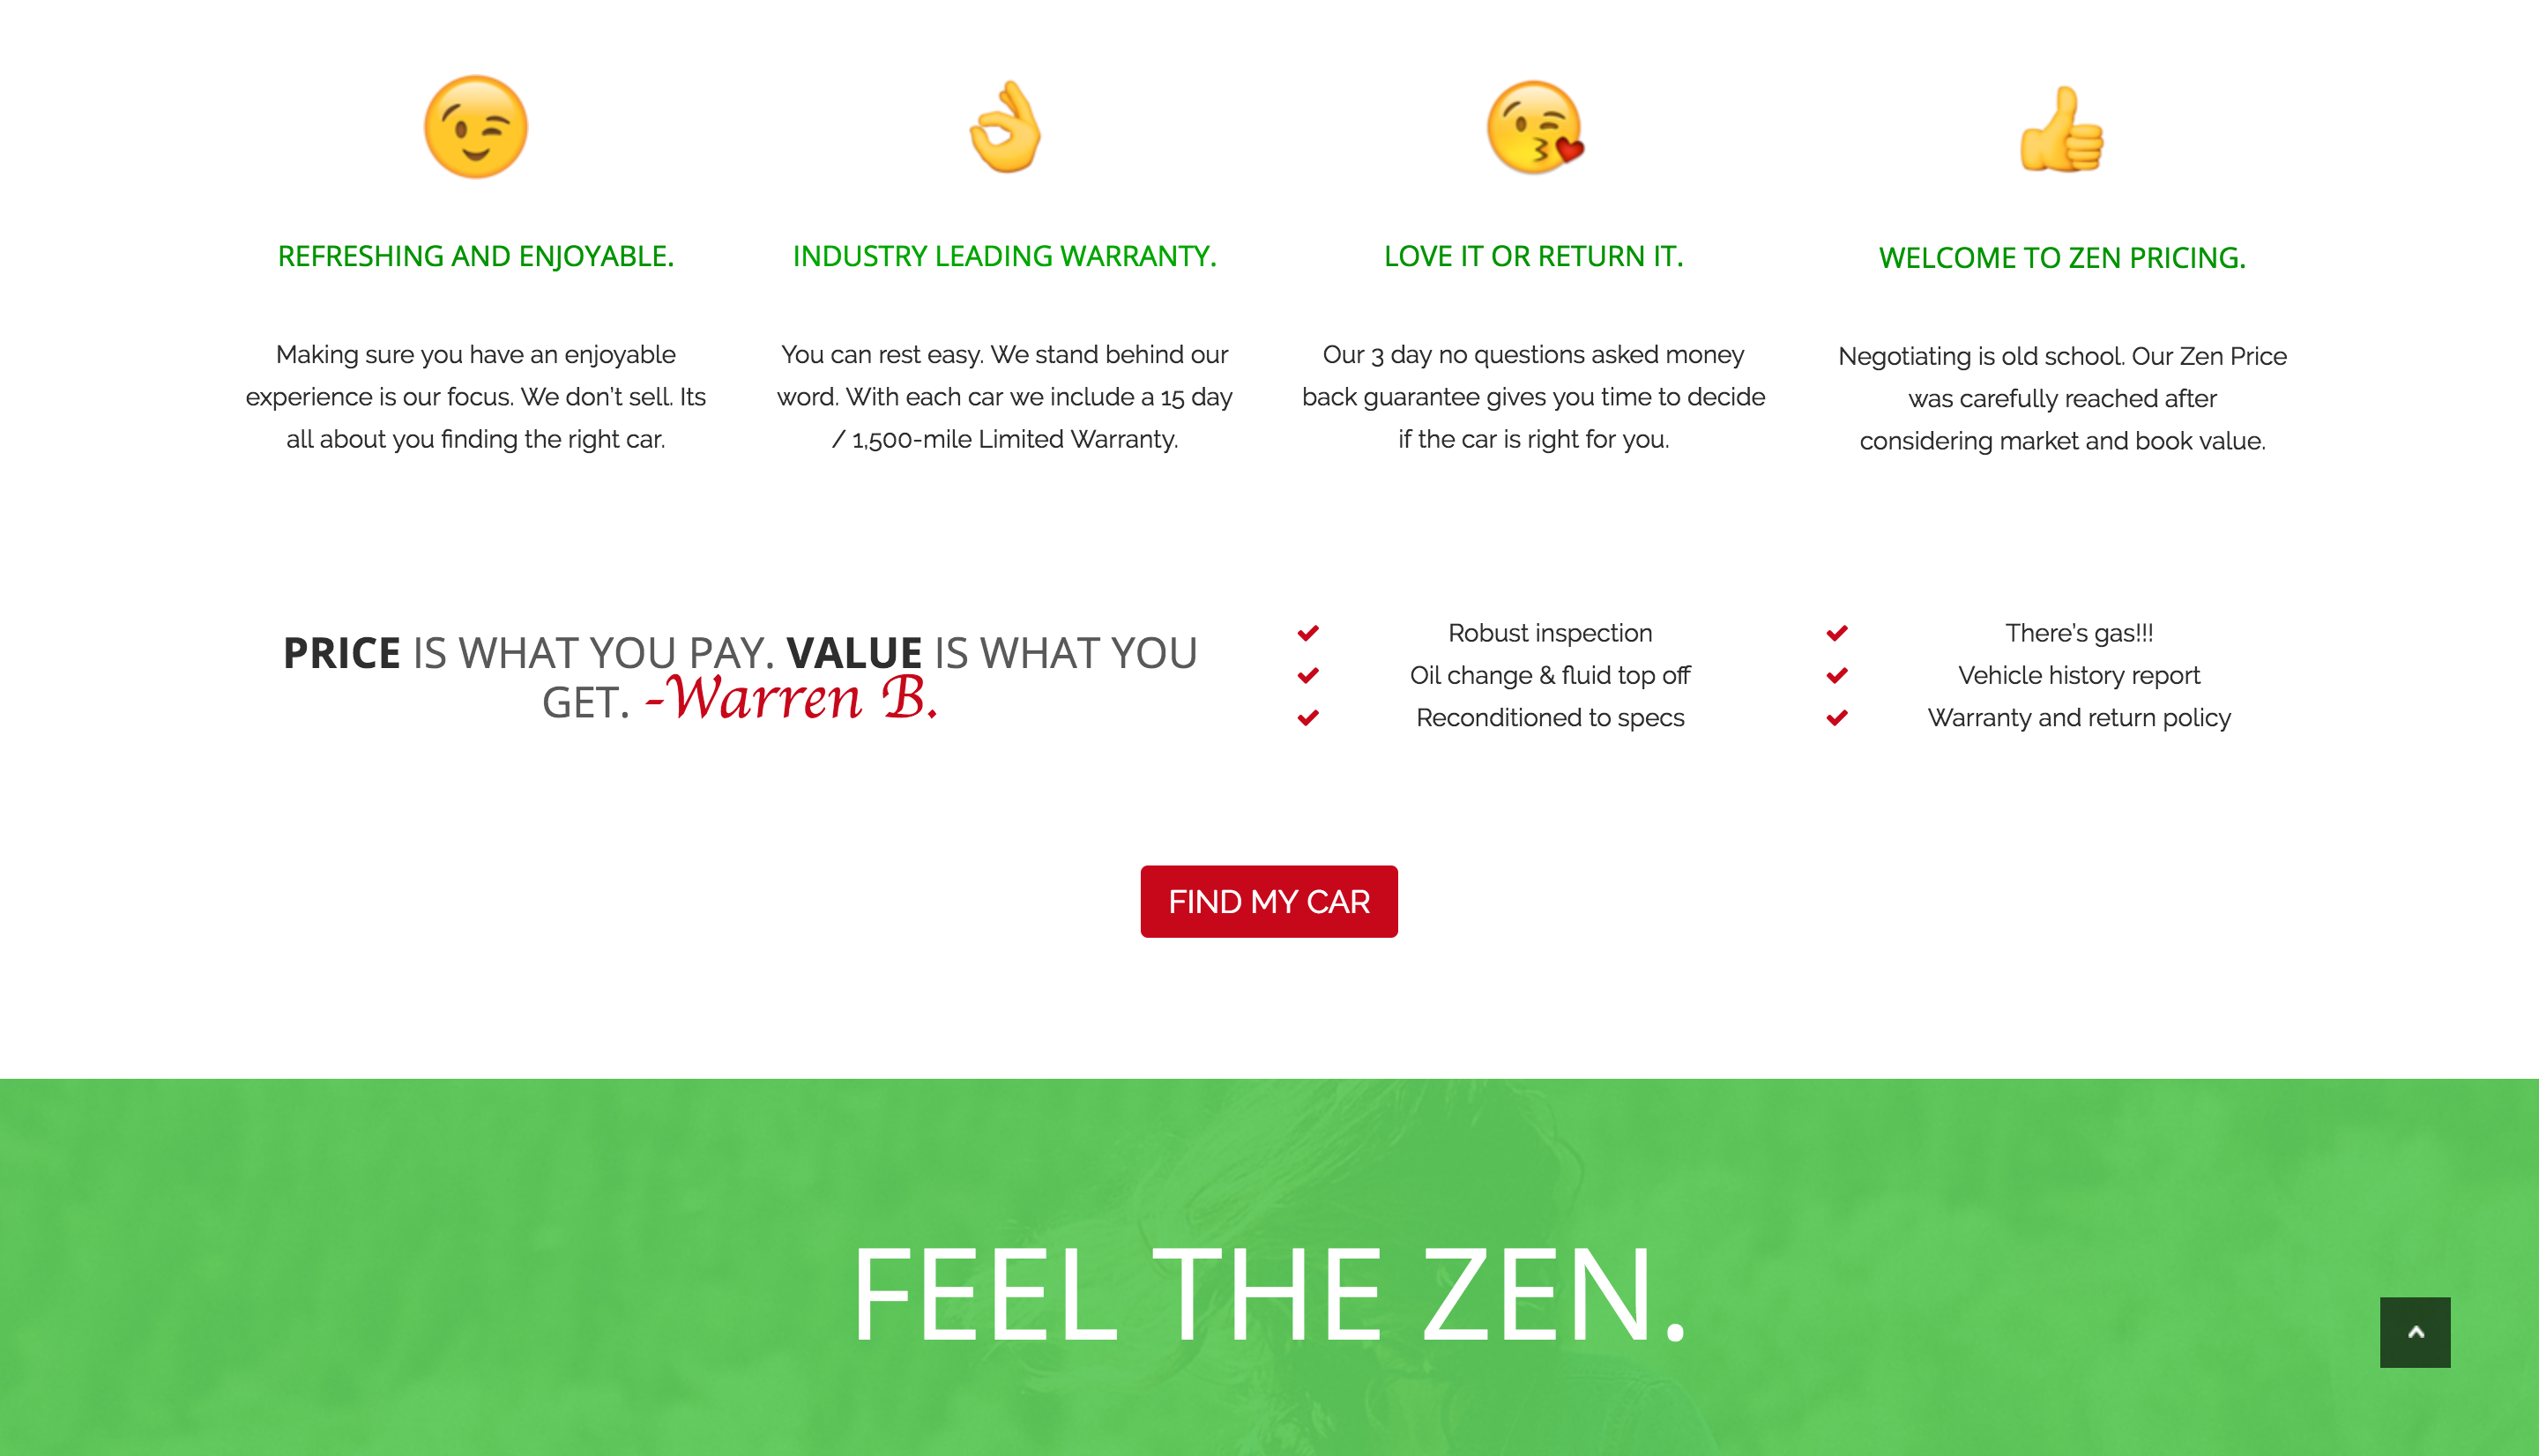 REFRESHING AND ENJOYABLE.
Making sure you have an enjoyable
experience is our focus. We don't sell. Its
all about you finding the right car.
INDUSTRY LEADING WARRANTY.
You can rest easy. We stand behind our
word. With each car we include a 15 day
/ 1,500-mile Limited Warranty.
LOVE IT OR RETURN IT.
Our 3 day no questions asked money
back guarantee gives you time to decide
if the car is right for you.
WELCOME TO ZEN PRICING.
Negotiating is old school. Our Zen Price
was carefully reached after
considering market and book value.
PRICE IS WHAT YOU PAY. VALUE IS WHAT YOU
GET. -Warren B.
Robust inspection
Oil change & fluid top off
Reconditioned to specs
There's gas!!!
Vehicle history report
Warranty and return policy
FIND MY CAR
FEEL THE ZEN.